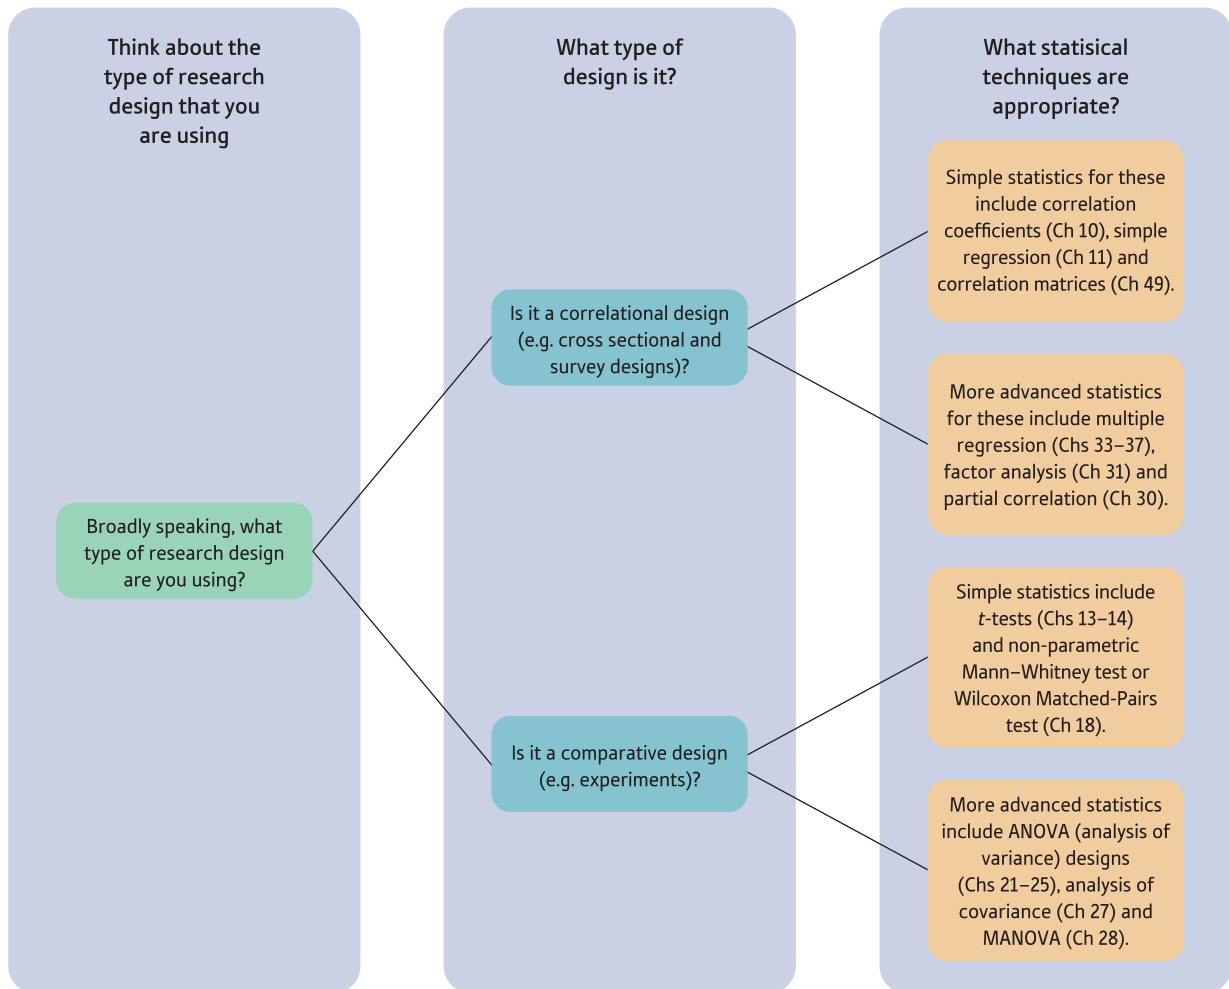 Think about the
type of research
design that you
are using
Broadly speaking, what
type of research design
are you using?
What type of
design is it?
Is it a correlational design
(e.g. cross sectional and
survey designs)?
Is it a comparative design
(e.g. experiments)?
What statisical
techniques are
appropriate?
Simple statistics for these
include correlation
coefficients (Ch 10), simple
regression (Ch 11) and
correlation matrices (Ch 49).
More advanced statistics
for these include multiple
regression (Chs 33–37),
factor analysis (Ch 31) and
partial correlation (Ch 30).
Simple statistics include
t-tests (Chs 13–14)
and non-parametric
Mann–Whitney test or
Wilcoxon Matched-Pairs
test (Ch 18).
More advanced statistics
include ANOVA (analysis of
variance) designs
(Chs 21–25), analysis of
covariance (Ch 27) and
MANOVA (Ch 28).